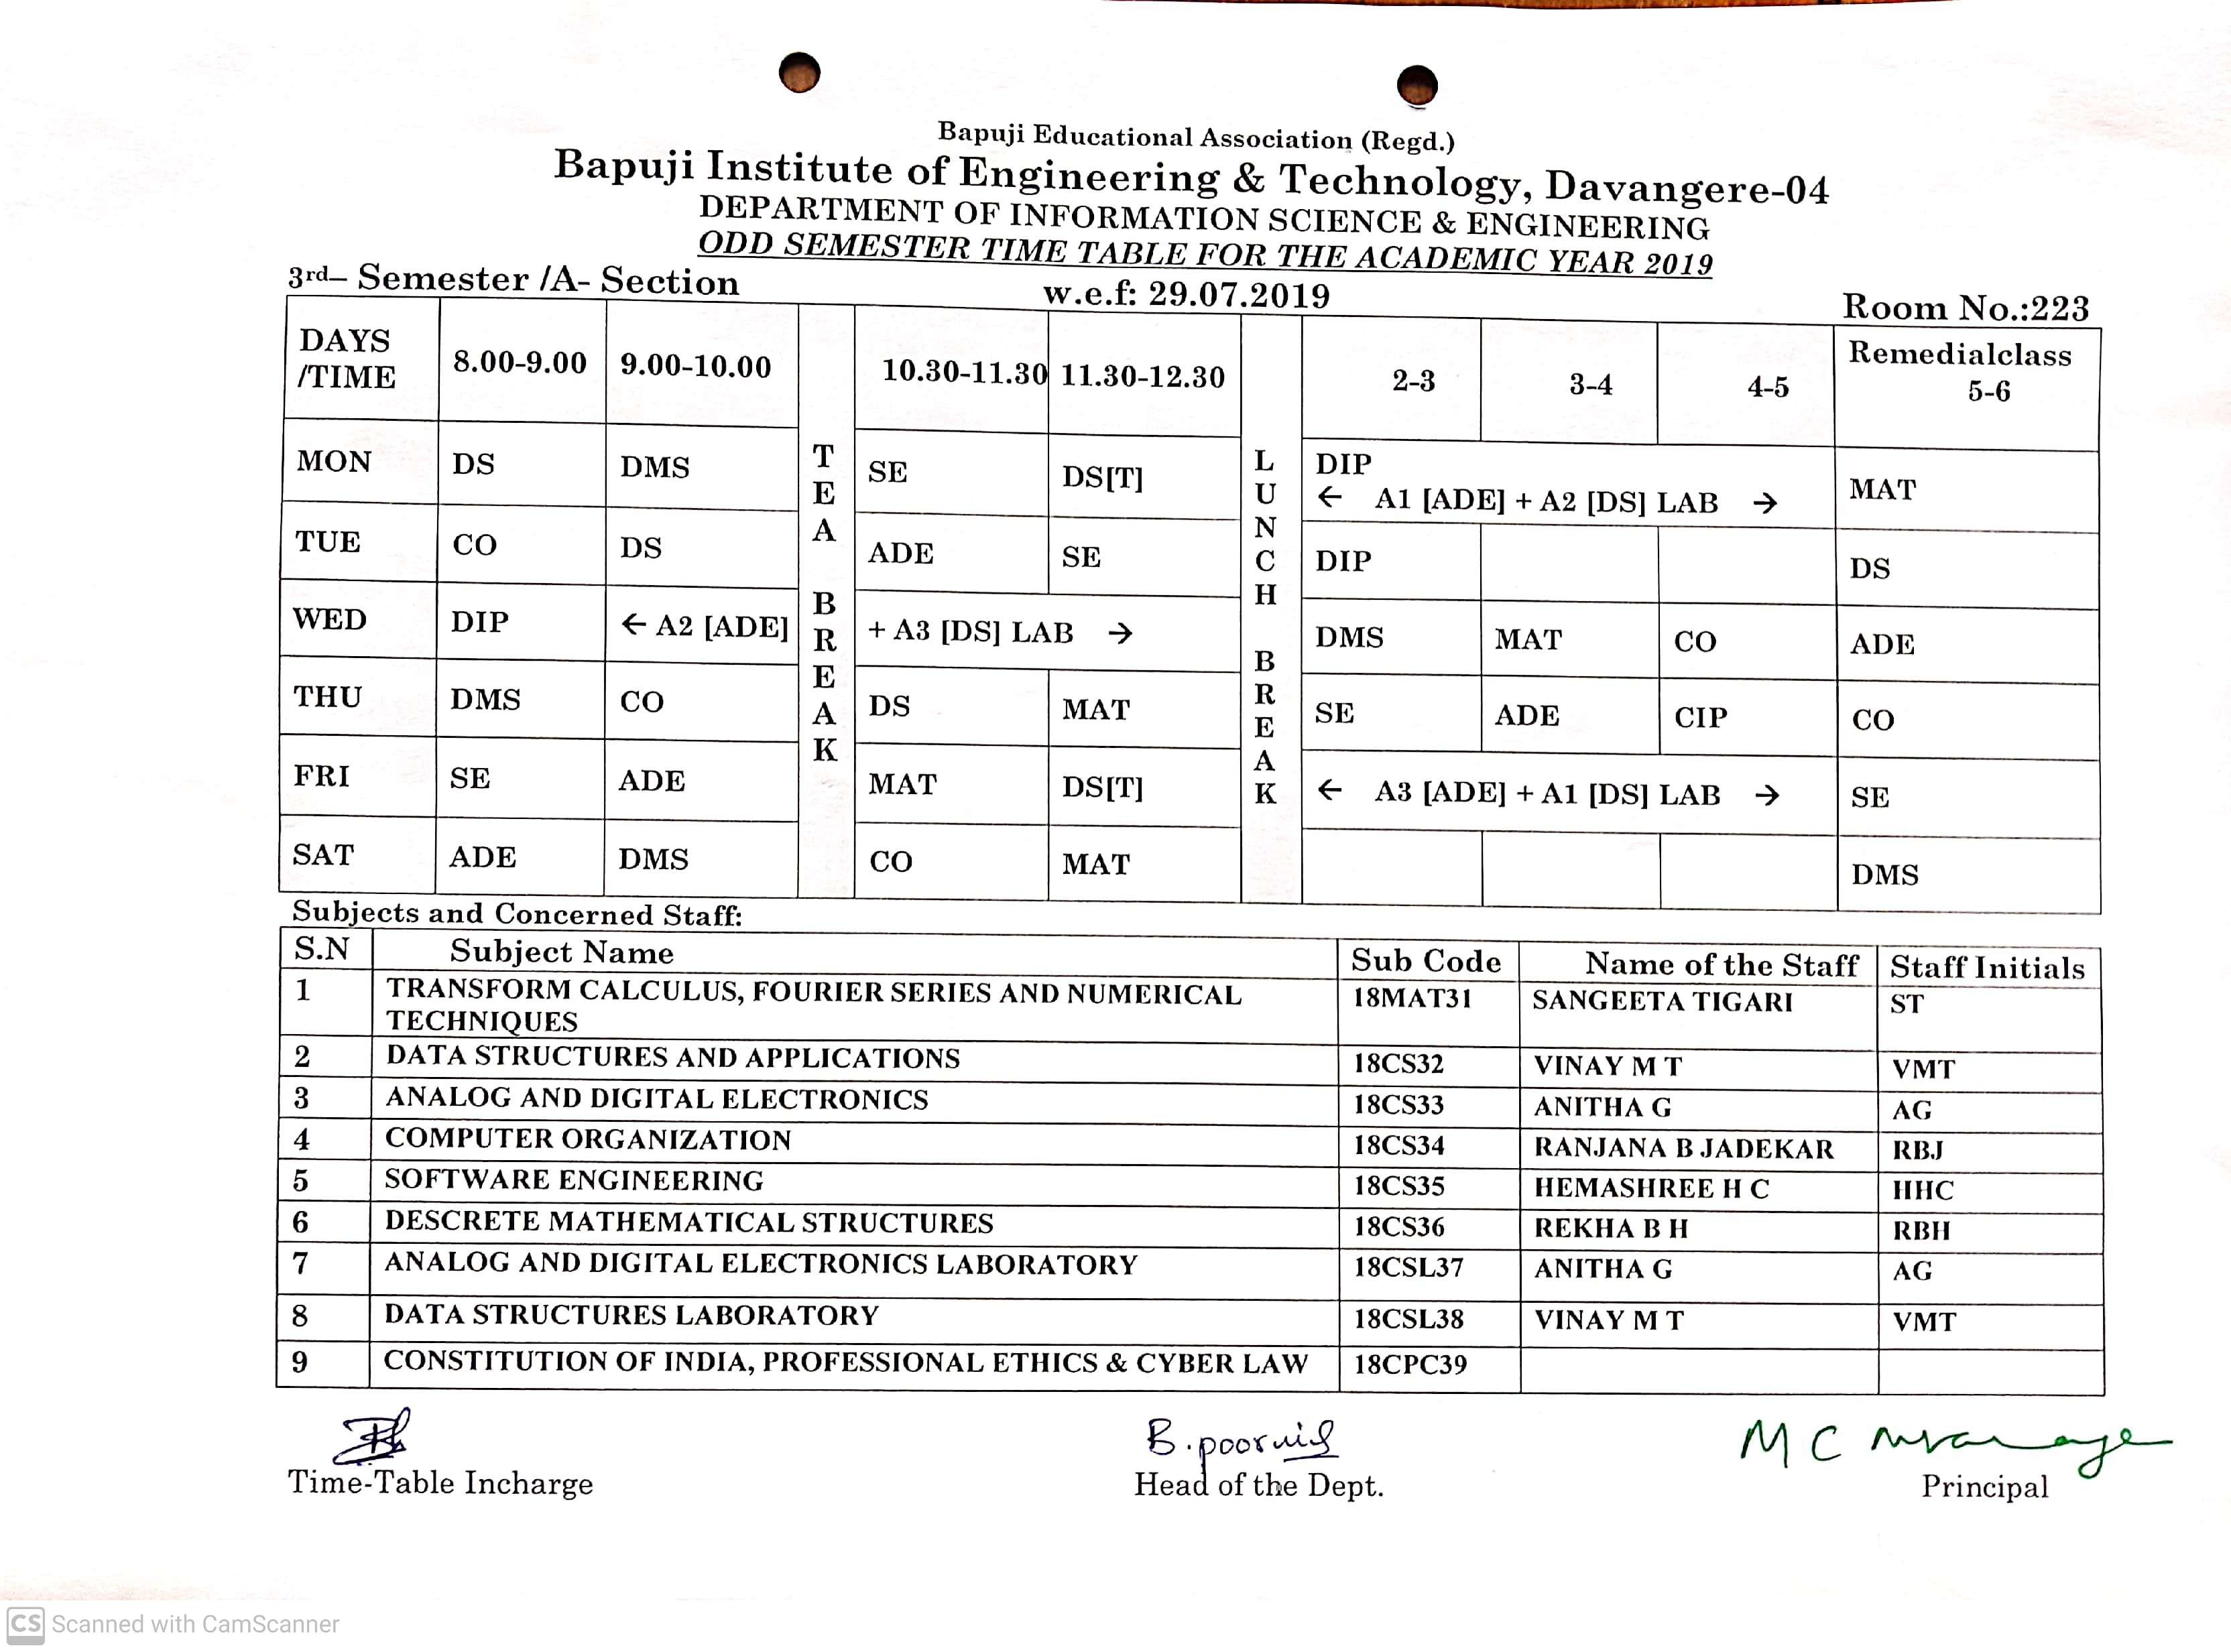 Bapuji Educational Association (Regd.)
Bapuji Institute of Engineering & Technology, Davangere-04
DEPARTMENT OF INFORMATION SCIENCE & ENGINEERING
ODD SEMESTER TIME TABLE FOR THE ACADEMIC YEAR 2019
3rd– Semester /A- Section w.e.f: 29.07.2019 Room No.:223
DAYS /TIME 8.00-9.00 9.00-10.00 TEA BREAK 10.30-11.30 11.30-12.30 LUNCH BREAK 2-3 3-4 4-5 Remedialclass 5-6
MON DS DMS SE DS[T] DIP ← A1 [ADE] + A2 [DS] LAB → MAT
TUE CO DS ADE SE DIP DS
WED DIP ← A2 [ADE] + A3 [DS] LAB → DMS MAT CO ADE
THU DMS CO DS MAT SE ADE CIP CO
FRI SE ADE MAT DS[T] ← A3 [ADE] + A1 [DS] LAB → SE
SAT ADE DMS CO MAT DMS
Subjects and Concerned Staff:
S.N Subject Name Sub Code Name of the Staff Staff Initials
1 TRANSFORM CALCULUS, FOURIER SERIES AND NUMERICAL TECHNIQUES 18MAT31 SANGEETA TIGARI ST
2 DATA STRUCTURES AND APPLICATIONS 18CS32 VINAY M T VMT
3 ANALOG AND DIGITAL ELECTRONICS 18CS33 ANITHA G AG
4 COMPUTER ORGANIZATION 18CS34 RANJANA B JADEKAR RBJ
5 SOFTWARE ENGINEERING 18CS35 HEMASHREE H C HHC
6 DESCRETE MATHEMATICAL STRUCTURES 18CS36 REKHA B H RBH
7 ANALOG AND DIGITAL ELECTRONICS LABORATORY 18CSL37 ANITHA G AG
8 DATA STRUCTURES LABORATORY 18CSL38 VINAY M T VMT
9 CONSTITUTION OF INDIA, PROFESSIONAL ETHICS & CYBER LAW 18CPC39
Time-Table Incharge Head of the Dept. Principal
CS Scanned with CamScanner